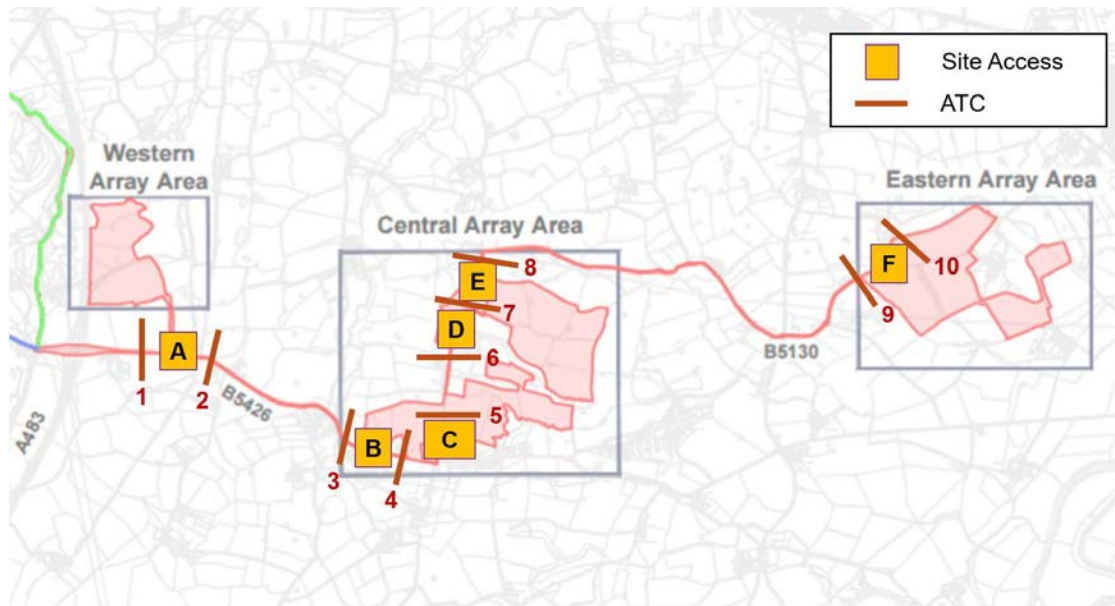 Site Access
ATC
Western
Array Area
Central Array Area
Eastern Array Area
E
8
F
10
7
9
D
A
6
B5130
1
2
B5426
A483
5
B
C
3
4